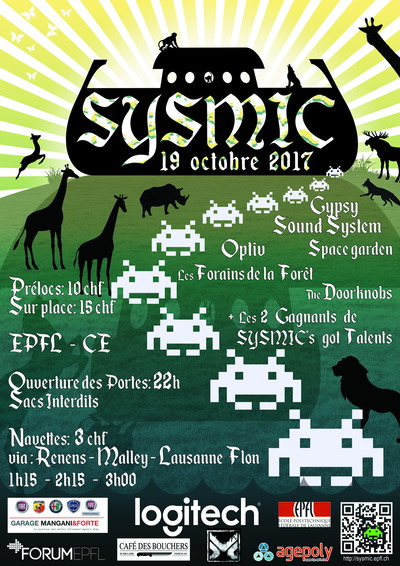 SYSMIC
19 octobre 2017
Gypsy
Sound System
Optiv
Space garden
Les Forains de la Forêt
The Doorknobs
+ Les 2 Gagnants de
SYSMIC's got Talents
Prélocs: 10 chf
Sur place: 15 chf
EPFL - CE
Ouverture des Portes: 22h
Sacs Interdits
Navettes: 3 chf
via: Renens - Malley - Lausanne Flon
1h15 - 2h15 - 3h00
GARAGE MANGANI&FORTE
logitech
EPFL
ECOLE POLYTECHNIQUE
FÉDÉRALE DE LAUSANNE
FORUM EPFL
CAFÉ DES BOUCHERS
agepoly
http://sysmic.epfl.ch